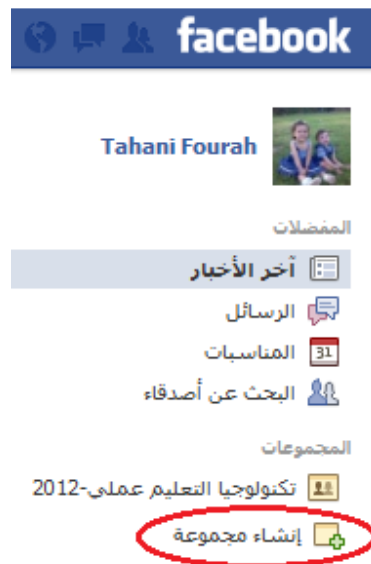 facebook
Tahani Fourah
المفضلات
آخر الأخبار
الرسائل
31 المناسبات
البحث عن أصدقاء
المجموعات
تكنولوجيا التعليم عملي-2012
إنشاء مجموعة